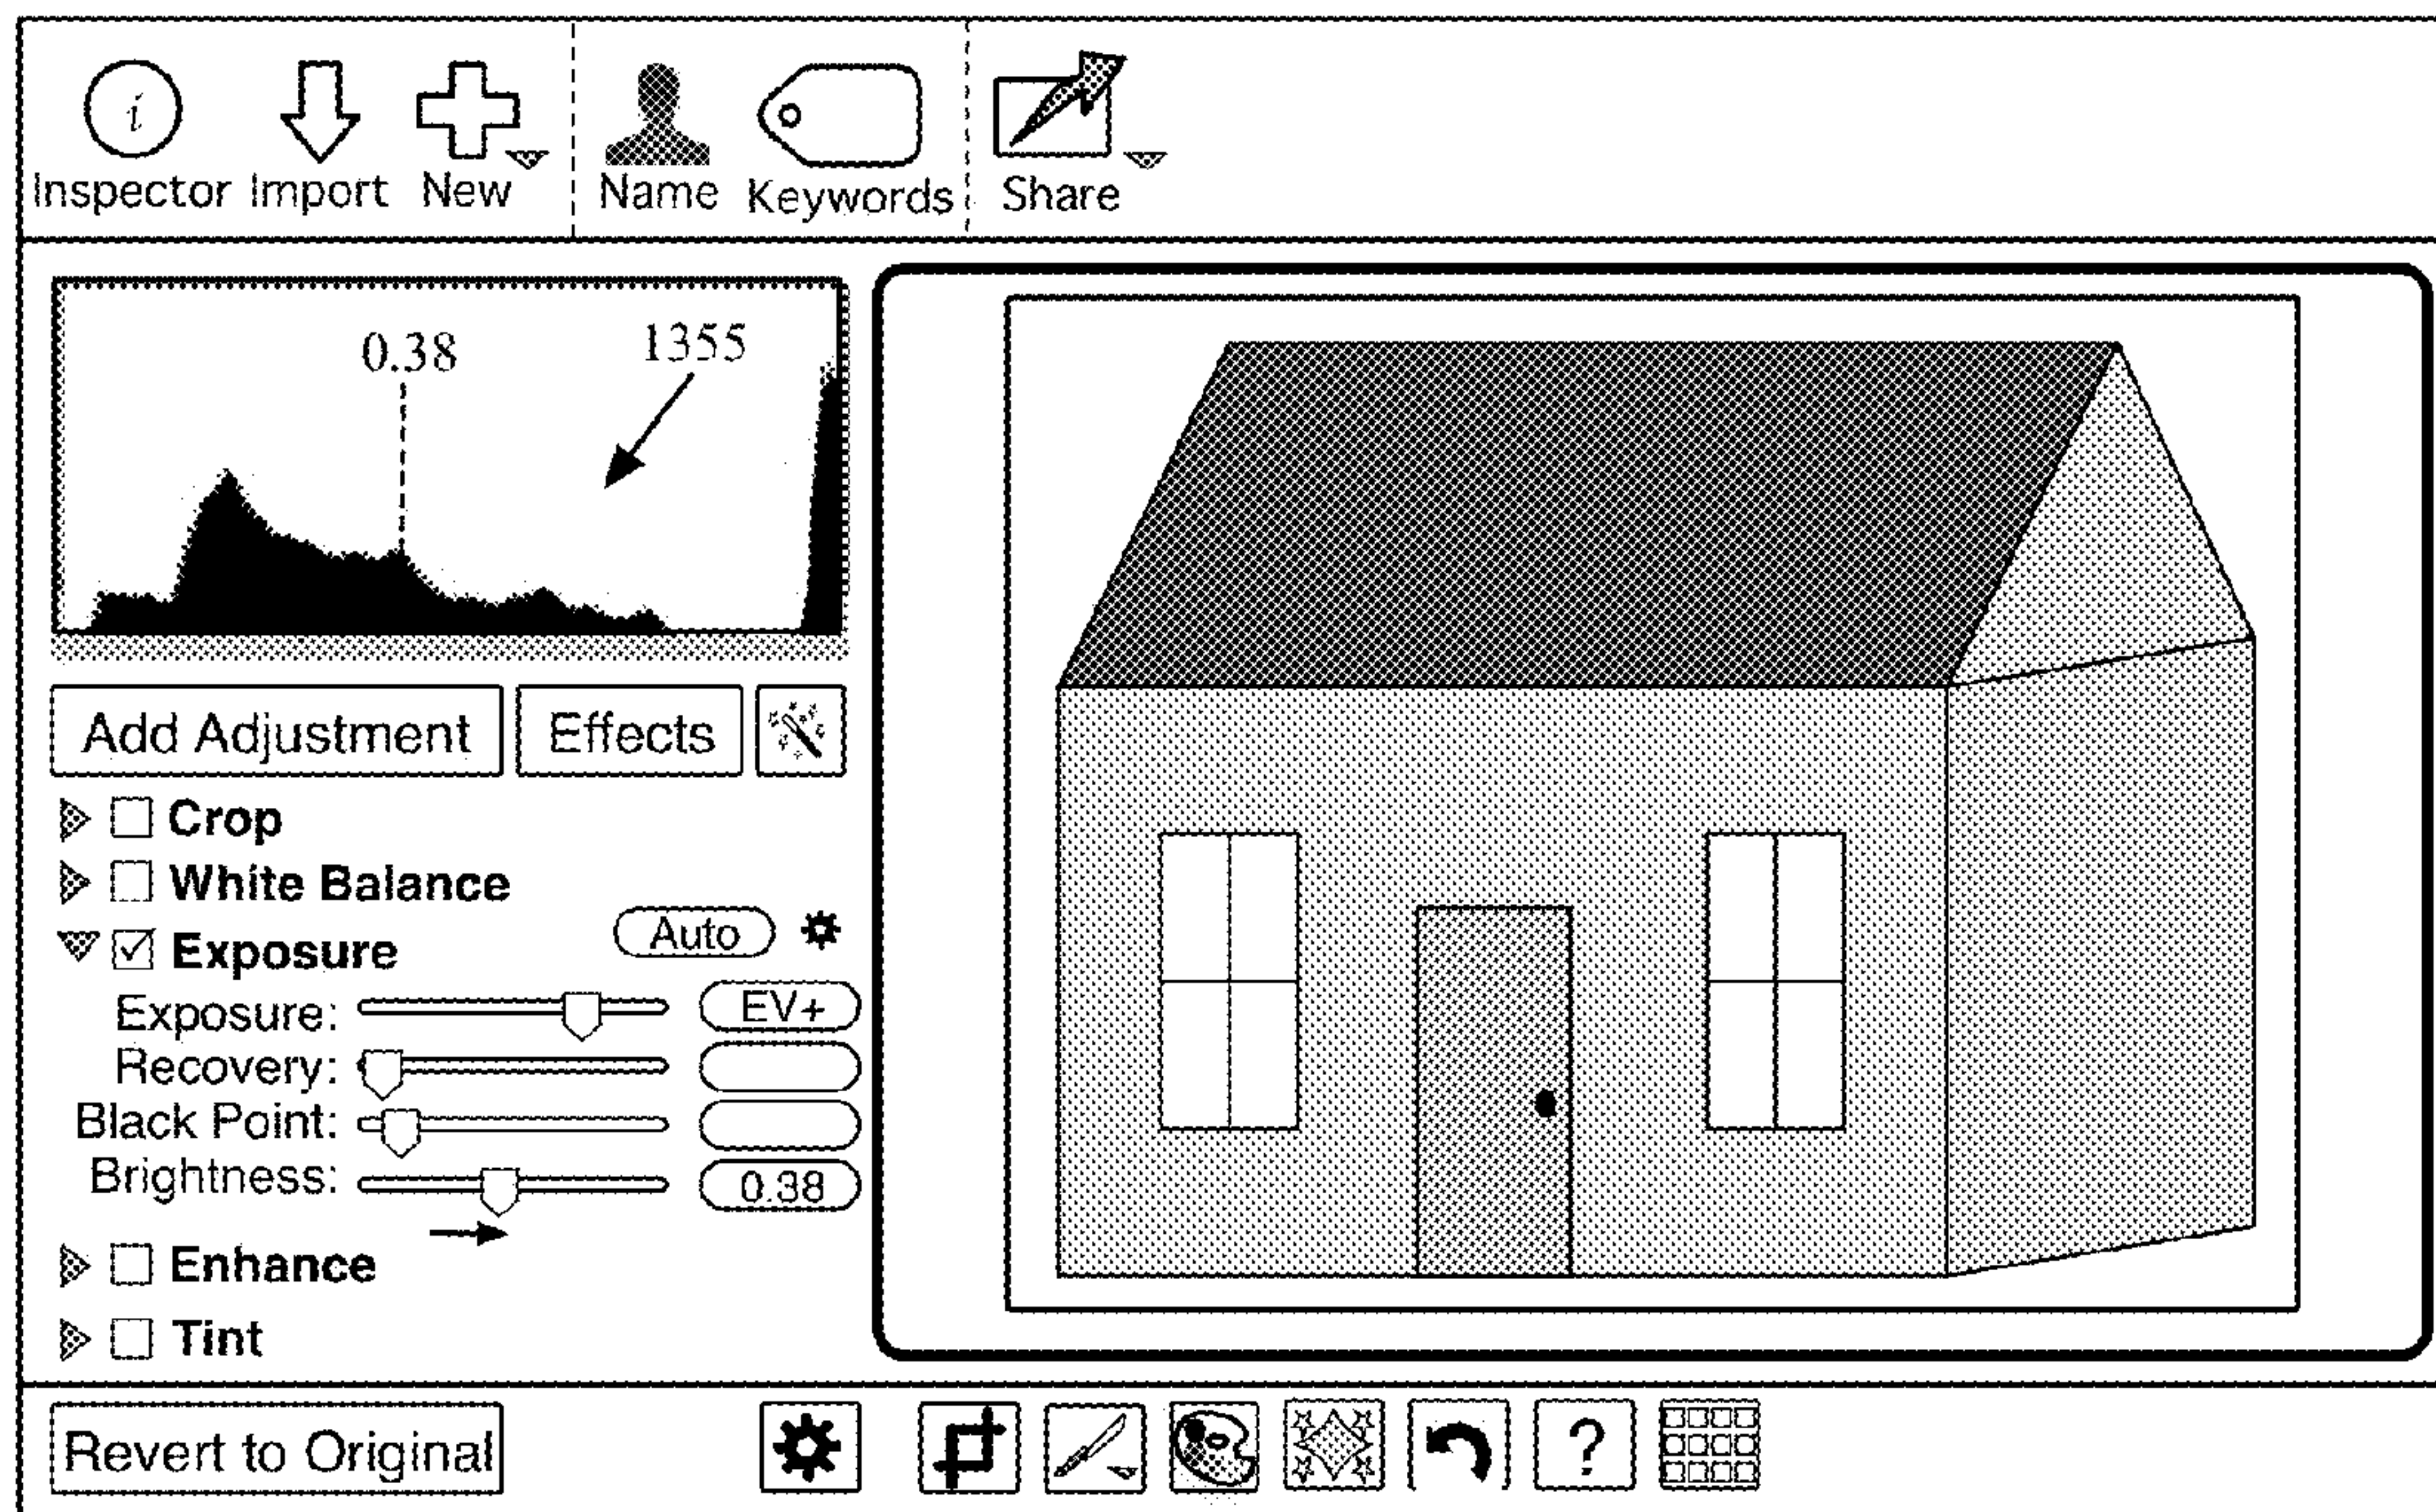 i
Inspector Import New Name Keywords Share
0.38 1355
Add Adjustment Effects
Crop
White Balance
Exposure Auto
Exposure: EV+
Recovery:
Black Point:
Brightness: 0.38
Enhance
Tint
Revert to Original ?